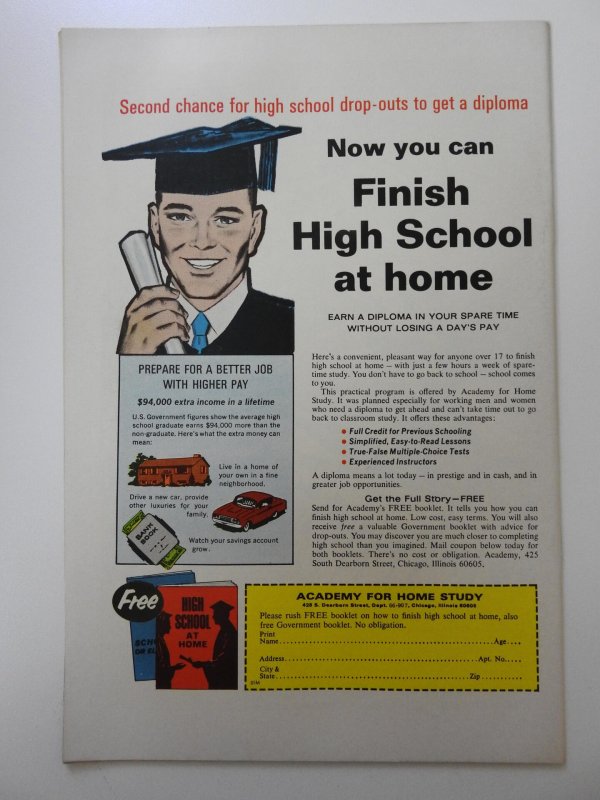 Second chance for high school drop-outs to get a diploma
Now you can
Finish
High School
at home
EARN A DIPLOMA IN YOUR SPARE TIME
WITHOUT LOSING A DAY'S PAY
PREPARE FOR A BETTER JOB
WITH HIGHER PAY
$94,000 extra income in a lifetime
U.S. Government figures show the average high
school graduate earns $94,000 more than the
non-graduate. Here's what the extra money can
mean:
Live in a home of
your own in a fine
neighborhood.
Drive a new car, provide
other luxuries for your
family.
BANK
BOOK
Watch your savings account
grow.
Here's a convenient, pleasant way for anyone over 17 to finish
high school at home – with just a few hours a week of spare-
time study. You don't have to go back to school – school comes
to you.
This practical program is offered by Academy for Home
Study. It was planned especially for working men and women
who need a diploma to get ahead and can't take time out to go
back to classroom study. It offers these advantages:
• Full Credit for Previous Schooling
• Simplified, Easy-to-Read Lessons
• True-False Multiple-Choice Tests
• Experienced Instructors
A diploma means a lot today – in prestige and in cash, and in
greater job opportunities.
Get the Full Story—FREE
Send for Academy's FREE booklet. It tells you how you can
finish high school at home. Low cost, easy terms. You will also
receive free a valuable Government booklet with advice for
drop-outs. You may discover you are much closer to completing
high school than you imagined. Mail coupon below today for
both booklets. There's no cost or obligation. Academy, 425
South Dearborn Street, Chicago, Illinois 60605.
Free
HIGH
SCHOOL
AT
HOME
ACADEMY FOR HOME STUDY
425 S. Dearborn Street, Dept. 66-907, Chicago, Illinois 60605
Please rush FREE booklet on how to finish high school at home, also
free Government booklet. No obligation.
Print
Name Age
Address Apt. No.
City &
State Zip